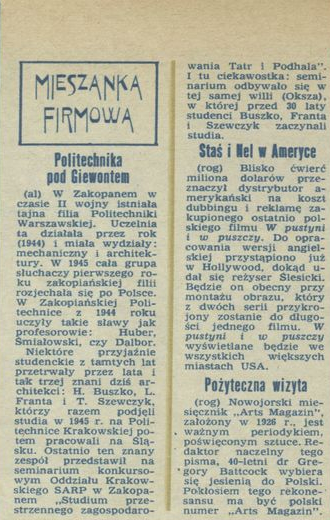 MIESZANKA
FIRMOWA
Politechnika
pod Giewontem
(al) W Zakopanem w
czasie II wojny istniała
tajna filia Politechniki
Warszawskiej. Uczelnia
ta działała przez rok
(1944) i miała wydziały:
mechaniczny i architek-
tury. W 1945 cała grupa
słuchaczy pierwszego ro-
ku zakopiańskiej filii
rozjechała się po Polsce.
W Zakopiańskiej Poli-
technice z 1944 roku
uczyły takie sławy jak
profesorowie: Huber,
Śmiałowski, czy Dalbor.
Niektóre przyjaźnie
studenckie z tamtych lat
przetrwały przez lata i
tak trzej znani dziś ar-
chitekci: H. Buszko, L.
Franta i T. Szewczyk,
którzy razem podjęli
studia w 1945 r. na Poli-
technice Krakowskiej po-
tem pracowali naŚlą-
sku. Ostatnio ten znany
zespół przedstawił na
seminarium konkurso-
wym Oddziału Krakow-
skiego SARP w Zakopa-
nem „Studium prze-
strzennego zagospodaro-
wania Tatr i Podhala".
I tu ciekawostka: semi-
narium odbywało się w
tej samej willi (Oksza),
w której przed 30 laty
studenci Buszko, Franta
i Szewczyk zaczynali
studia.
Staś i Nel w Ameryce
(rog) Blisko ćwierć
miliona dolarów prze-
znaczył dystrybutor a-
merykański na koszt
dubbingu i reklamę za-
kupionego ostatnio pol-
skiego filmu W pustyni
i w puszczy. Do opra-
cowania wersji angiel-
skiej przystąpiono już
w Hollywood, dokąd u-
dał się reżyser Ślesicki.
Będzie on obecny przy
montażu obrazu, który
z dwóch serii przykro-
jony zostanie do długo-
ści jednego filmu. W
pustyni i w puszczy
wyświetlane będzie we
wszystkich większych
miastach USA.
Pożyteczna wizyta
(rog) Nowojorski mie-
sięcznik „Arts Magazin",
założony w 1926 r., jest
ważnym periodykiem,
poświęconym sztuce. Re-
daktor naczelny tego
pisma, 40-letni dr Gre-
gory Battcock wybiera
się jesienią do Polski.
Pokłosiem tego rekone-
sansu ma być polski
numer „Arts Magazin".